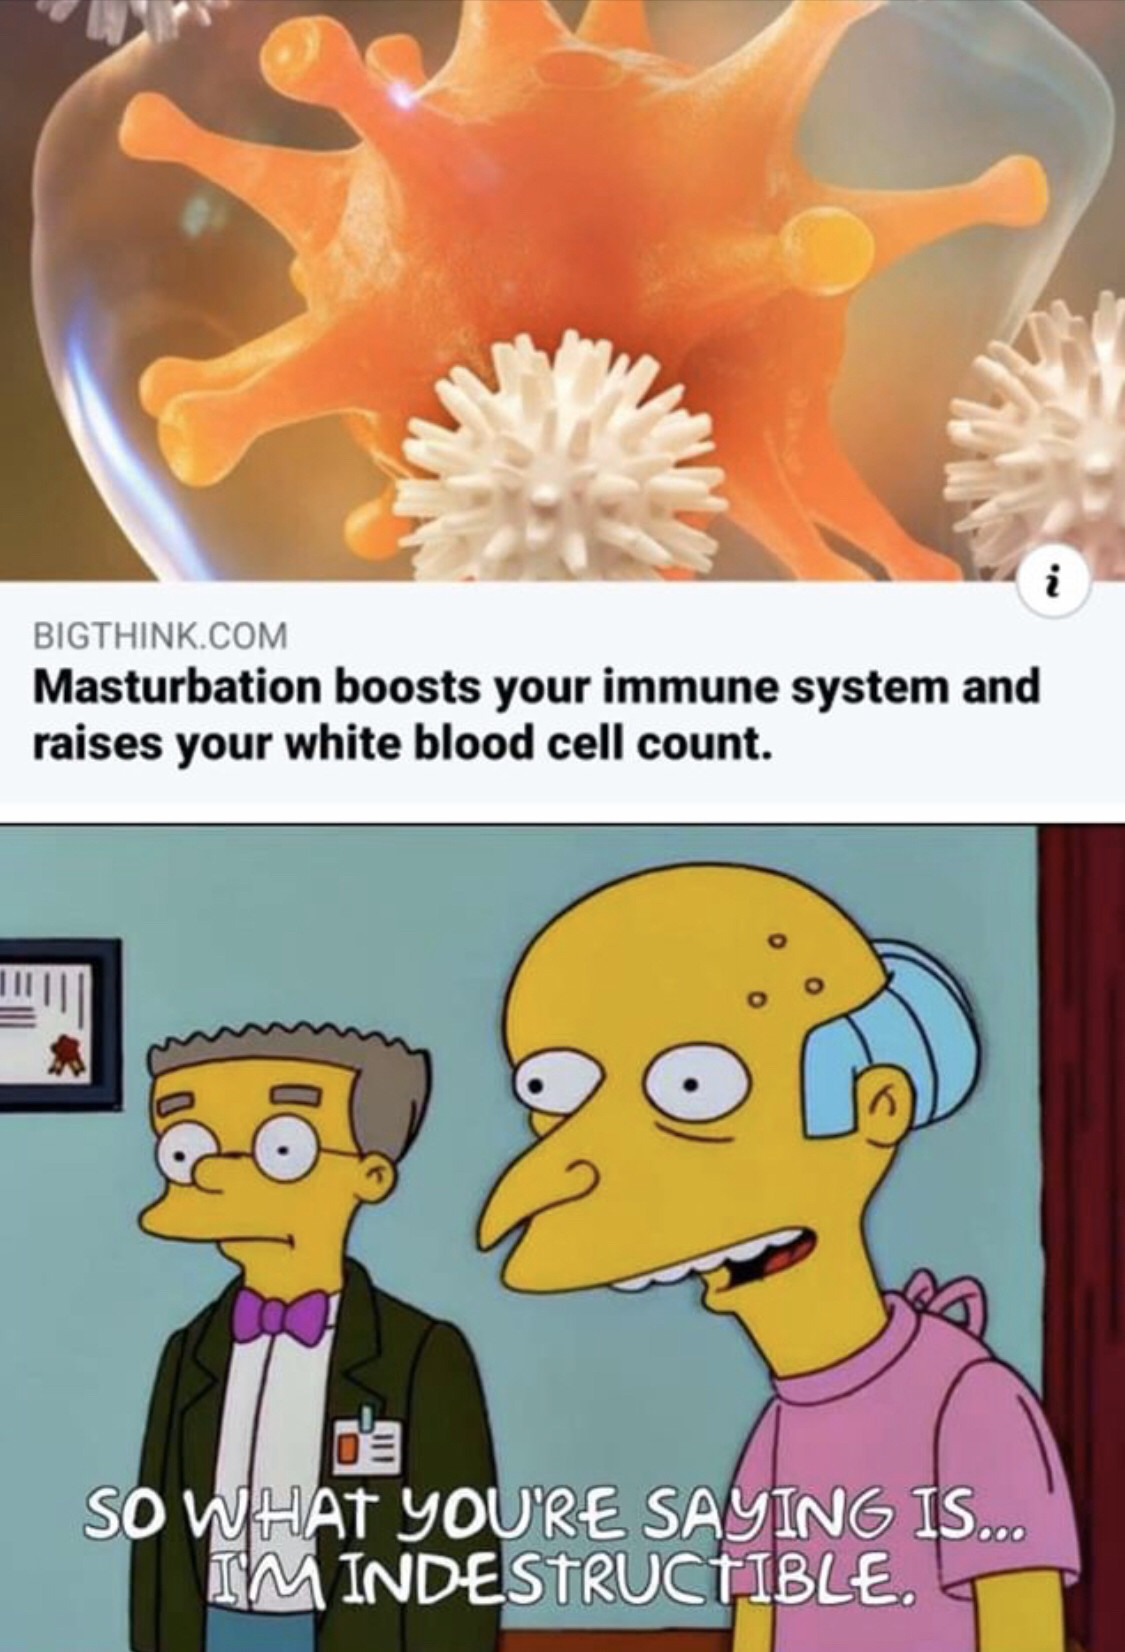 i
BIGTHINK.COM
Masturbation boosts your immune system and
raises your white blood cell count.
SO WHAT YOU'RE SAYING IS...
I'M INDESTRUCTIBLE.